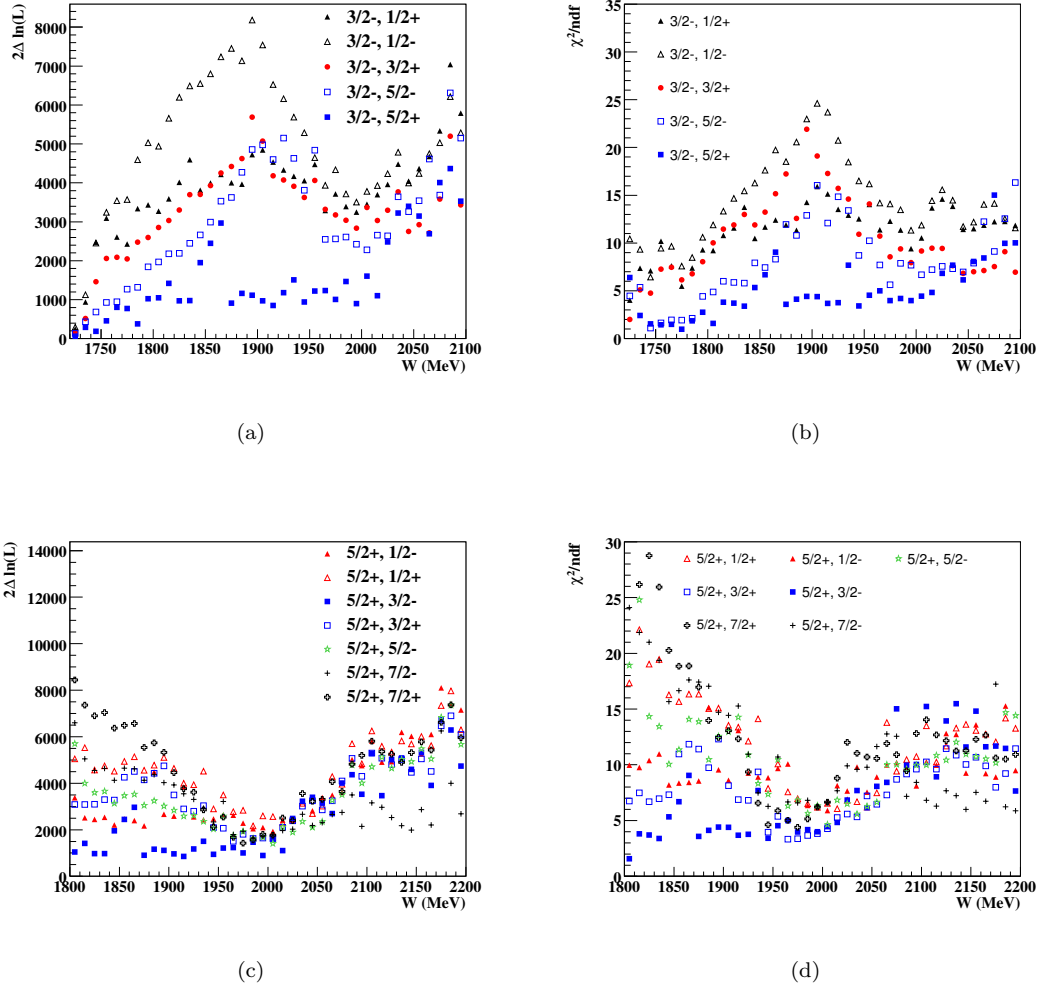 2Δ ln(L)
8000
7000
6000
5000
4000
3000
2000
1000
0
3/2-, 1/2+
3/2-, 1/2-
3/2-, 3/2+
3/2-, 5/2-
3/2-, 5/2+
1750 1800 1850 1900 1950 2000 2050 2100
W (MeV)
(a)
χ²/ndf
35
30
25
20
15
10
5
0
3/2-, 1/2+
3/2-, 1/2-
3/2-, 3/2+
3/2-, 5/2-
3/2-, 5/2+
1750 1800 1850 1900 1950 2000 2050 2100
W (MeV)
(b)
2Δ ln(L)
14000
12000
10000
8000
6000
4000
2000
0
5/2+, 1/2-
5/2+, 1/2+
5/2+, 3/2-
5/2+, 3/2+
5/2+, 5/2-
5/2+, 7/2-
5/2+, 7/2+
1800 1850 1900 1950 2000 2050 2100 2150 2200
W (MeV)
(c)
χ²/ndf
30
25
20
15
10
5
0
5/2+, 1/2+ 5/2+, 1/2- 5/2+, 5/2-
5/2+, 3/2+ 5/2+, 3/2-
5/2+, 7/2+ 5/2+, 7/2-
1800 1850 1900 1950 2000 2050 2100 2150 2200
W (MeV)
(d)